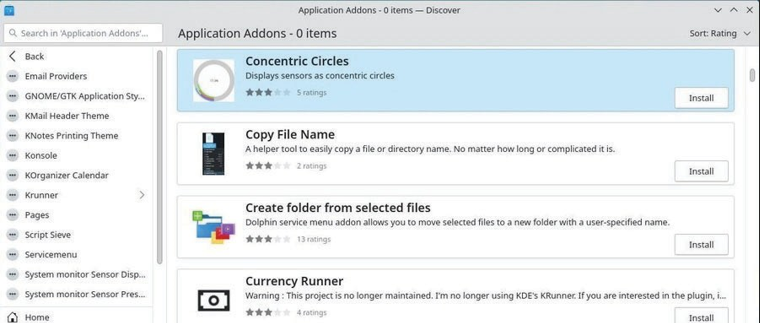 Application Addons - 0 items — Discover
Search in 'Application Addons'...
Application Addons - 0 items
Sort: Rating
Back
Email Providers
GNOME/GTK Application Sty...
KMail Header Theme
KNotes Printing Theme
Konsole
KOrganizer Calendar
Krunner
Pages
Script Sieve
Servicemenu
System monitor Sensor Disp...
System monitor Sensor Pres...
Home
Concentric Circles
Displays sensors as concentric circles
5 ratings
Install
Copy File Name
A helper tool to easily copy a file or directory name. No matter how long or complicated it is.
2 ratings
Install
Create folder from selected files
Dolphin service menu addon allows you to move selected files to a new folder with a user-specified name.
13 ratings
Install
Currency Runner
Warning : This project is no longer maintained. I'm no longer using KDE's KRunner. If you are interested in the plugin, i...
4 ratings
Install